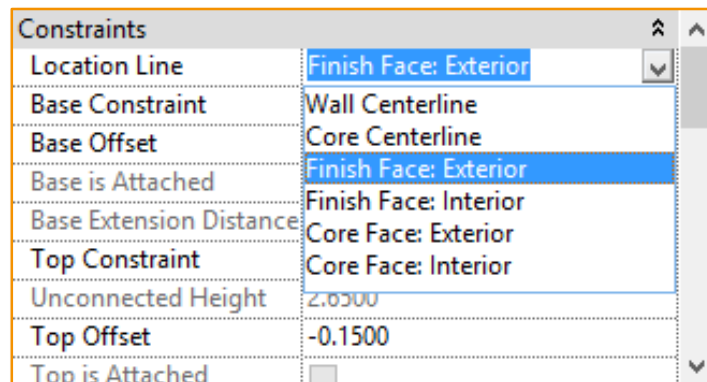 Constraints
Location Line Finish Face: Exterior
Base Constraint Wall Centerline
Base Offset Core Centerline
Base is Attached Finish Face: Exterior
Base Extension Distance Finish Face: Interior
Top Constraint Core Face: Exterior
Core Face: Interior
Unconnected Height 2.6500
Top Offset -0.1500
Top is Attached